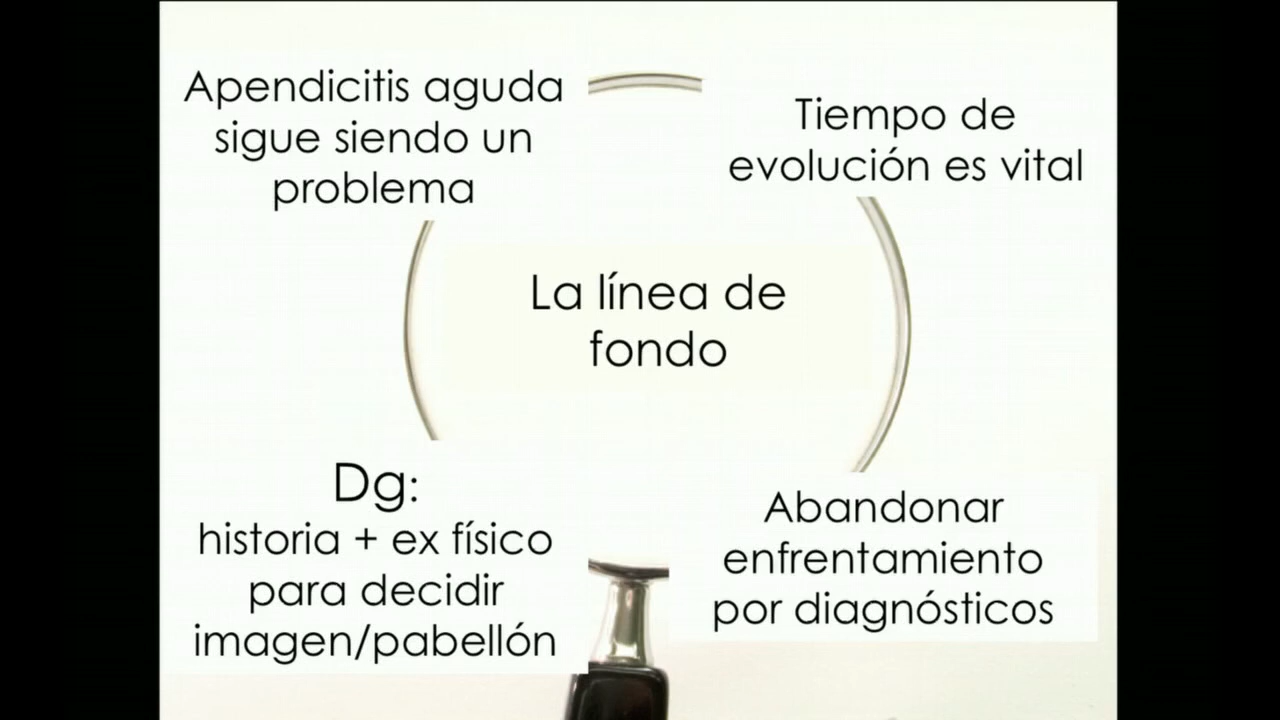 Apendicitis aguda
sigue siendo un
problema
Tiempo de
evolución es vital
La línea de
fondo
Dg:
historia + ex físico
para decidir
imagen/pabellón
Abandonar
enfrentamiento
por diagnósticos